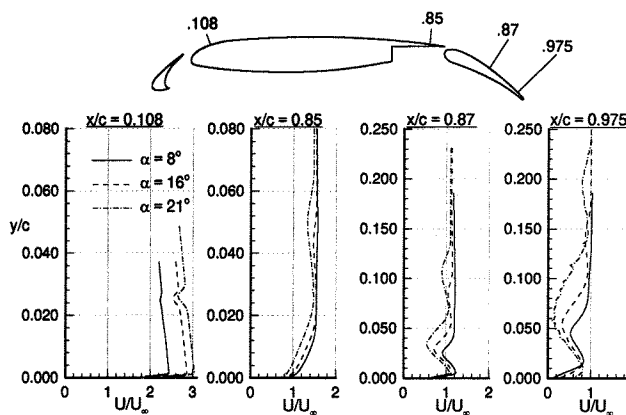 .108
.85
.87
.975
x/c = 0.108
x/c = 0.85
x/c = 0.87
x/c = 0.975
0.080
0.060
y/c
0.040
0.020
0.000
α = 8°
α = 16°
α = 21°
0.080
0.060
0.040
0.020
0.000
0.250
0.200
0.150
0.100
0.050
0.000
0.250
0.200
0.150
0.100
0.050
0.000
0 1 2 3
U/U∞
0 1 2
U/U∞
0 1 2
U/U∞
0 1 2
U/U∞